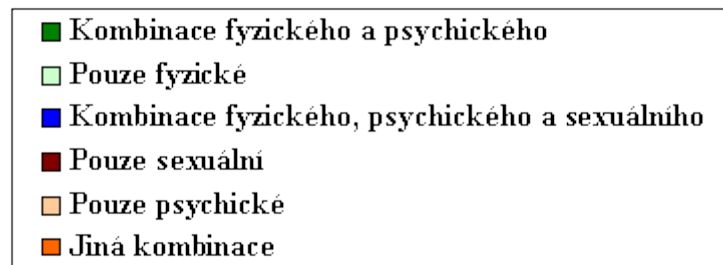 Kombinace fyzického a psychického
Pouze fyzické
Kombinace fyzického, psychického a sexuálního
Pouze sexuální
Pouze psychické
Jiná kombinace